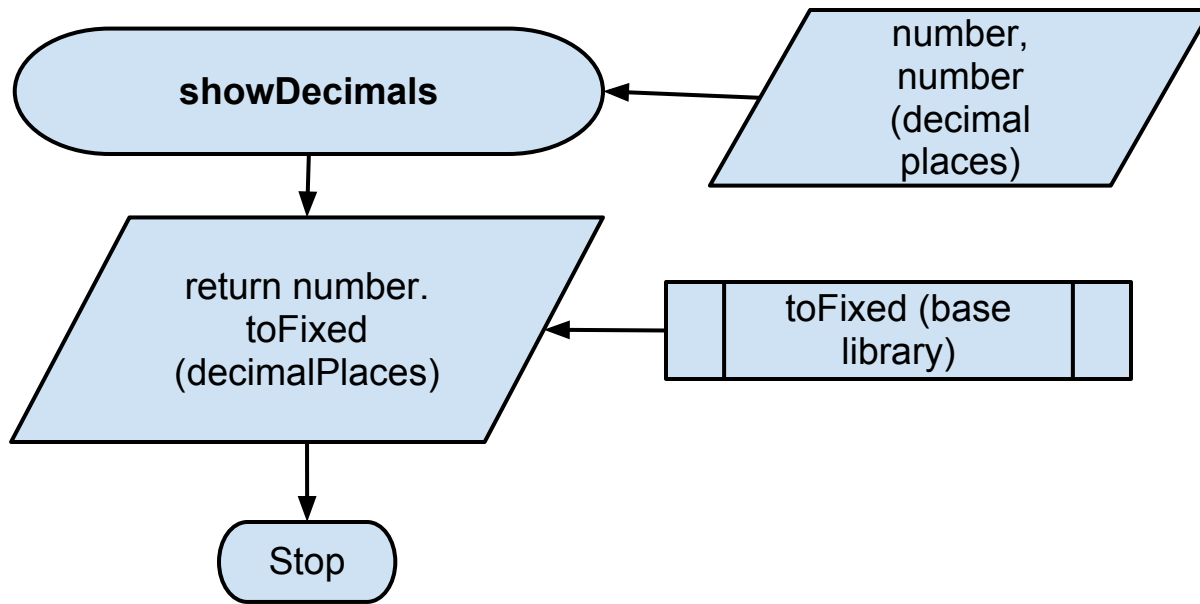 showDecimals
number,
number
(decimal
places)
return number.
toFixed
(decimalPlaces)
toFixed (base
library)
Stop